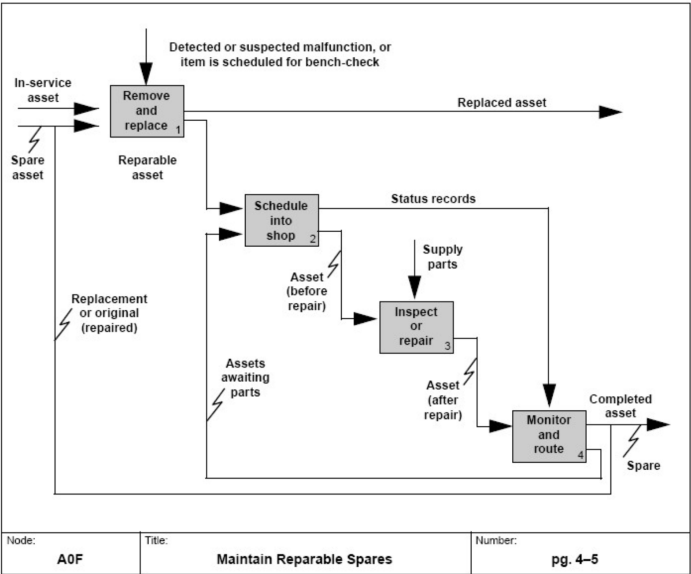 Detected or suspected malfunction, or
item is scheduled for bench-check
In-service
asset
Remove
and
replace
1
Replaced asset
Spare
asset
Reparable
asset
Schedule
into
shop
2
Status records
Supply
parts
Asset
(before
repair)
Replacement
or original
(repaired)
Inspect
or
repair
3
Assets
awaiting
parts
Asset
(after
repair)
Completed
asset
Monitor
and
route
4
Spare
Node:
A0F
Title:
Maintain Reparable Spares
Number:
pg. 4–5